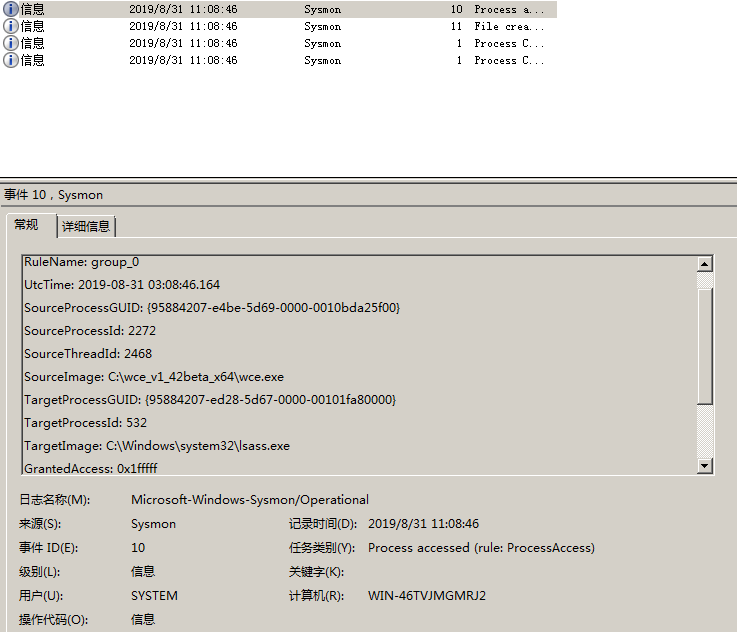 信息 2019/8/31 11:08:46 Sysmon 10 Process a...
信息 2019/8/31 11:08:46 Sysmon 11 File crea...
信息 2019/8/31 11:08:46 Sysmon 1 Process C...
信息 2019/8/31 11:08:46 Sysmon 1 Process C...
事件 10，Sysmon
常规 详细信息
RuleName: group_0
UtcTime: 2019-08-31 03:08:46.164
SourceProcessGUID: {95884207-e4be-5d69-0000-0010bda25f00}
SourceProcessId: 2272
SourceThreadId: 2468
SourceImage: C:\wce_v1_42beta_x64\wce.exe
TargetProcessGUID: {95884207-ed28-5d67-0000-00101fa80000}
TargetProcessId: 532
TargetImage: C:\Windows\system32\lsass.exe
GrantedAccess: 0x1fffff
日志名称(M): Microsoft-Windows-Sysmon/Operational
来源(S): Sysmon 记录时间(D): 2019/8/31 11:08:46
事件 ID(E): 10 任务类别(Y): Process accessed (rule: ProcessAccess)
级别(L): 信息 关键字(K):
用户(U): SYSTEM 计算机(R): WIN-46TVJMGMRJ2
操作代码(O): 信息